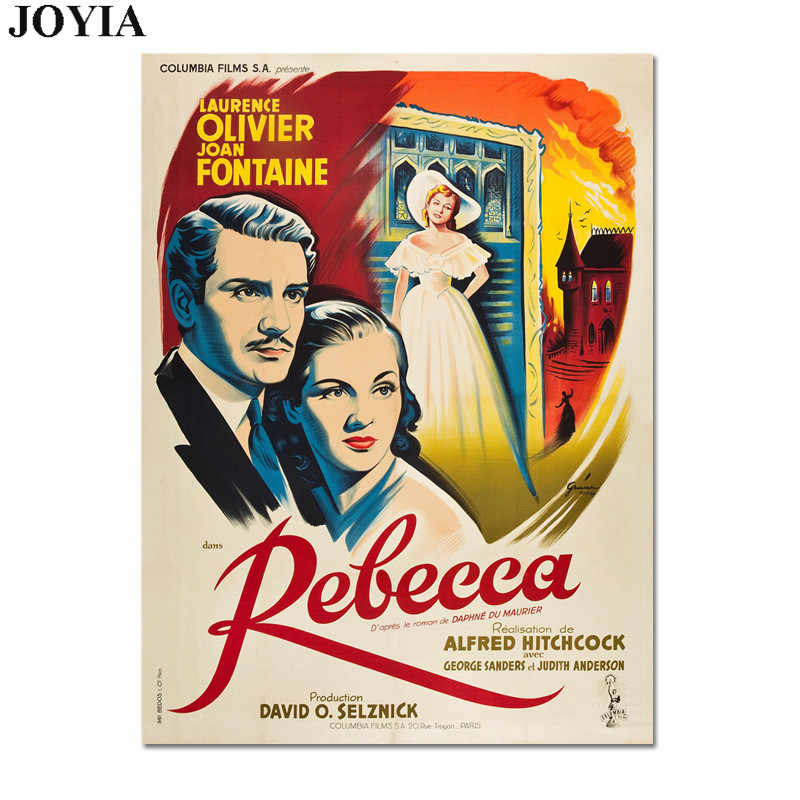 JOYIA
COLUMBIA FILMS S.A. présente
LAURENCE
OLIVIER
JOAN
FONTAINE
dans
Rebecca
D'après le roman de DAPHNÉ DU MAURIER
Réalisation de
ALFRED HITCHCOCK
avec
GEORGE SANDERS et JUDITH ANDERSON
Production
DAVID O. SELZNICK
COLUMBIA FILMS S.A. 20 Rue Troyon, PARIS
COLUMBIA